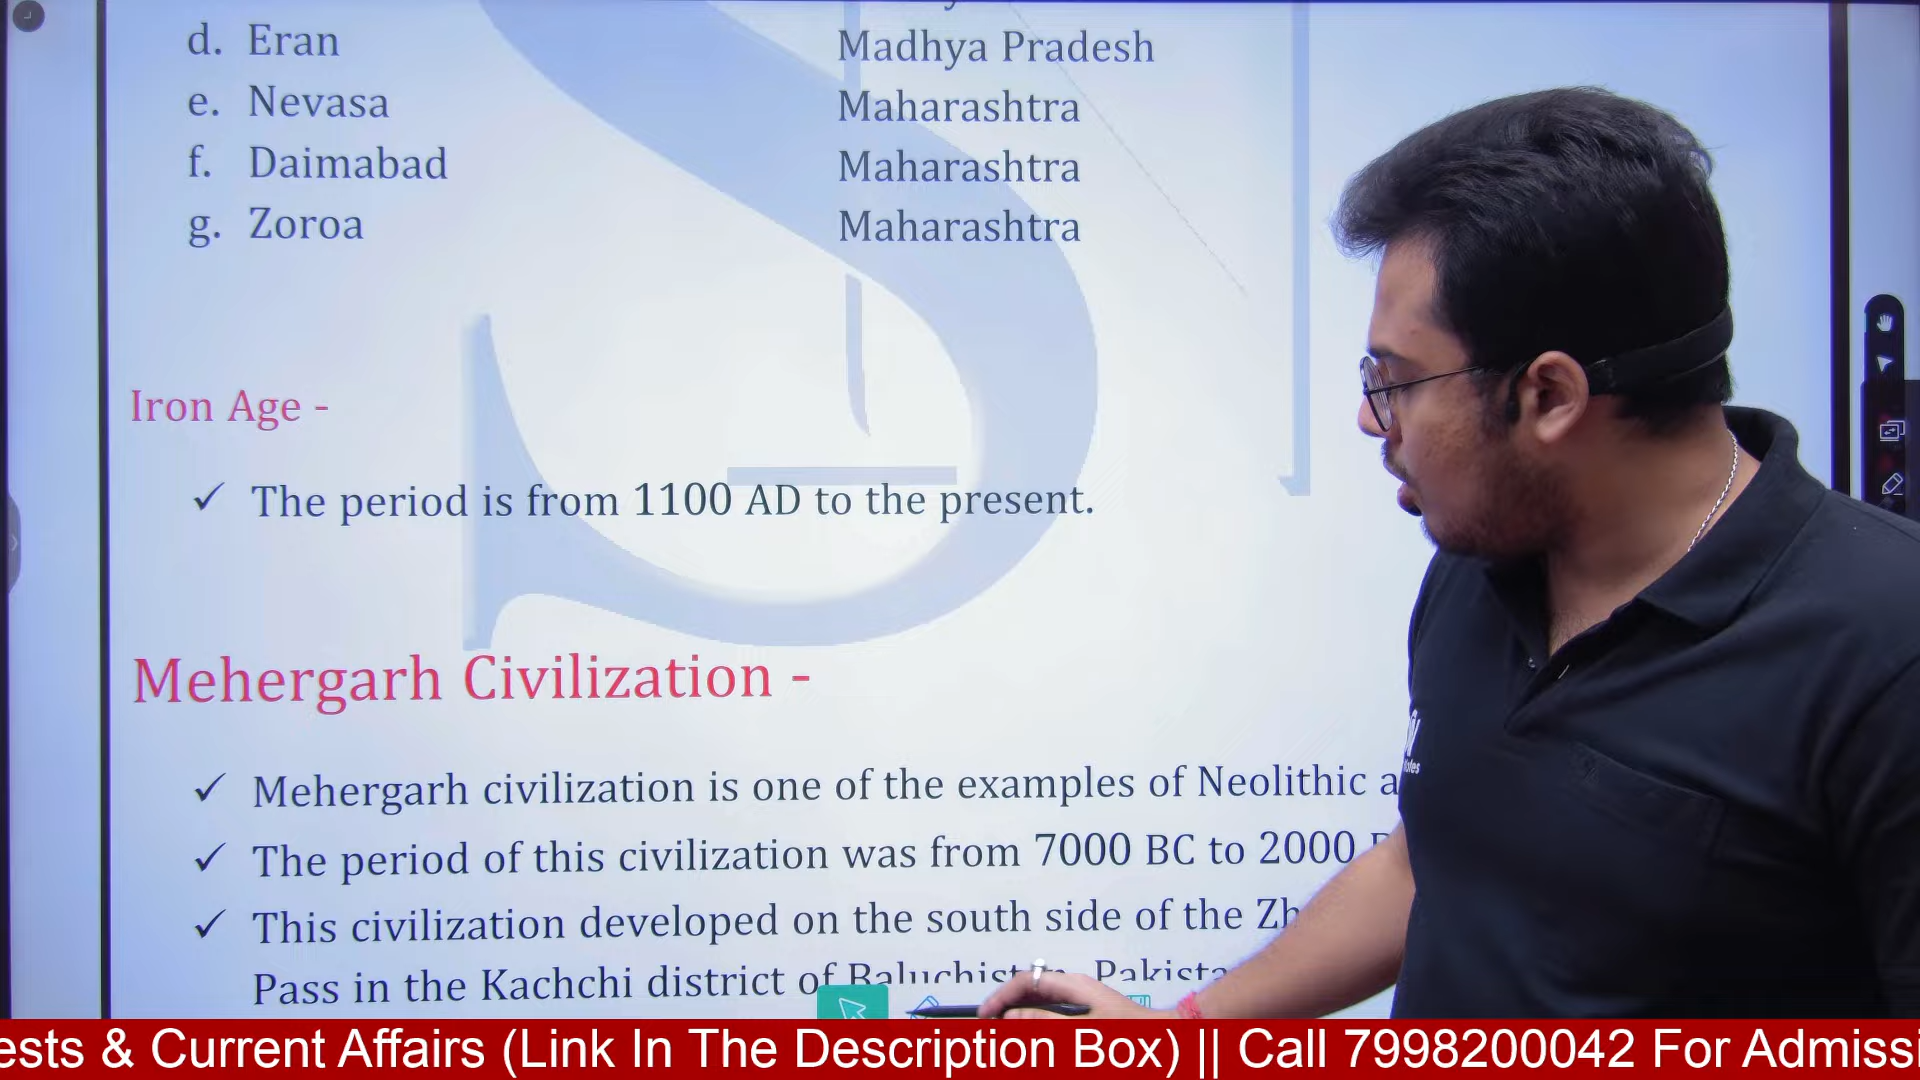 d. Eran Madhya Pradesh
e. Nevasa Maharashtra
f. Daimabad Maharashtra
g. Zoroa Maharashtra
Iron Age -
✓ The period is from 1100 AD to the present.
Mehergarh Civilization -
✓ Mehergarh civilization is one of the examples of Neolithic
✓ The period of this civilization was from 7000 BC to 2000
✓ This civilization developed on the south side of the
Pass in the Kachchi district of
& Current Affairs (Link In The Description Box) || Call 7998200042 For